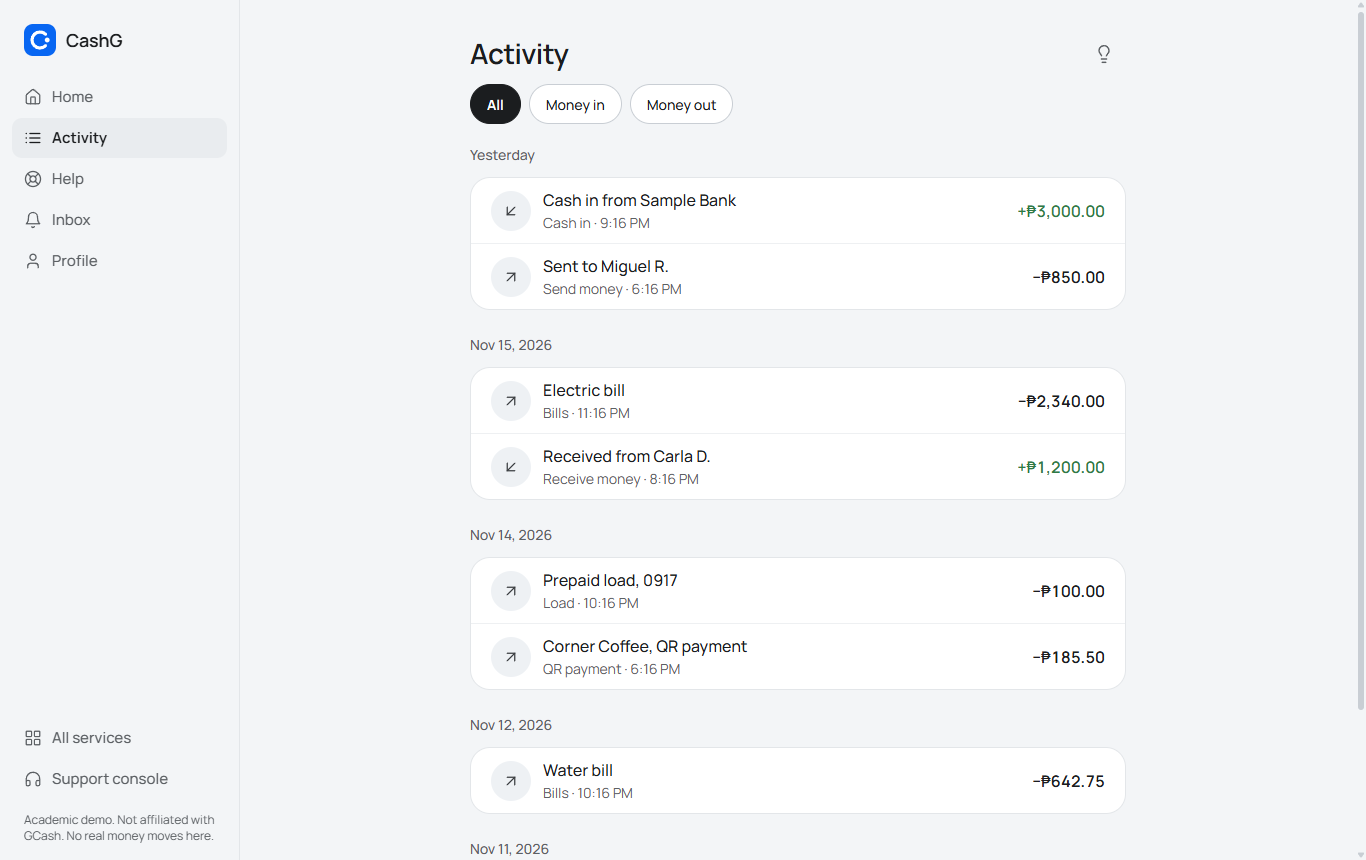 CashG
Home
Activity
Help
Inbox
Profile
All services
Support console
Academic demo. Not affiliated with
GCash. No real money moves here.
Activity
All
Money in
Money out
Yesterday
Cash in from Sample Bank
Cash in · 9:16 PM
+₱3,000.00
Sent to Miguel R.
Send money · 6:16 PM
−₱850.00
Nov 15, 2026
Electric bill
Bills · 11:16 PM
−₱2,340.00
Received from Carla D.
Receive money · 8:16 PM
+₱1,200.00
Nov 14, 2026
Prepaid load, 0917
Load · 10:16 PM
−₱100.00
Corner Coffee, QR payment
QR payment · 6:16 PM
−₱185.50
Nov 12, 2026
Water bill
Bills · 10:16 PM
−₱642.75
Nov 11, 2026